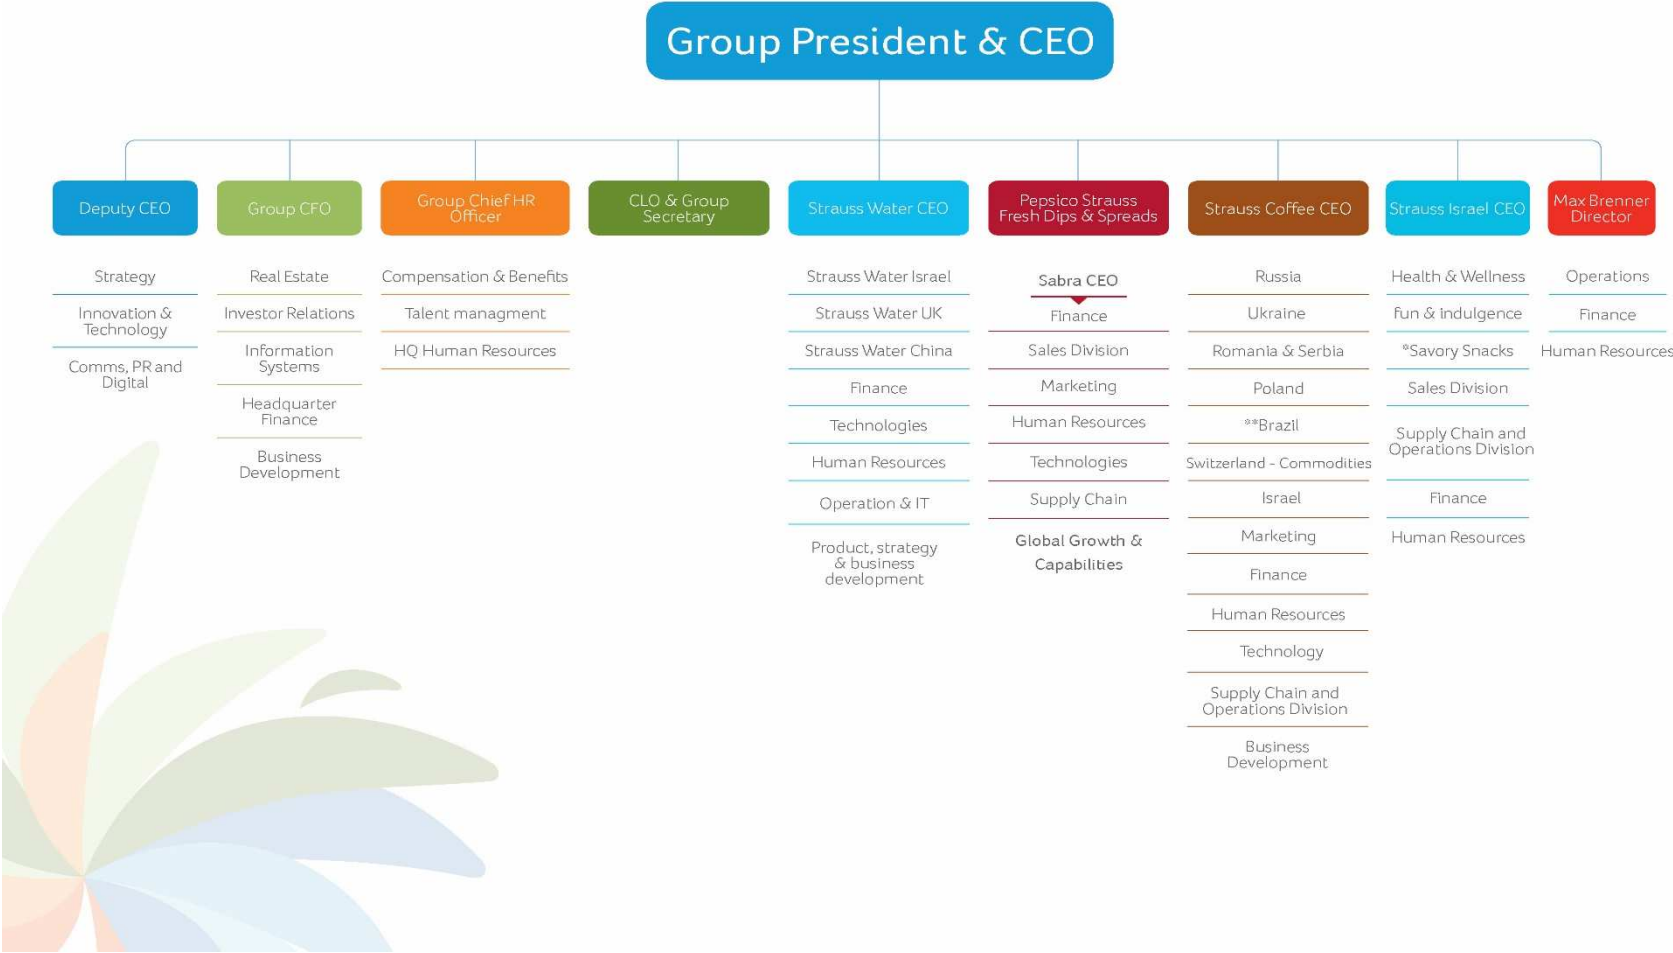 Group President & CEO
Deputy CEO
Strategy
Innovation &
Technology
Comms, PR and
Digital
Group CFO
Real Estate
Investor Relations
Information
Systems
Headquarter
Finance
Business
Development
Group Chief HR
Officer
Compensation & Benefits
Talent managment
HQ Human Resources
CLO & Group
Secretary
Strauss Water CEO
Strauss Water Israel
Strauss Water UK
Strauss Water China
Finance
Technologies
Human Resources
Operation & IT
Product, strategy
& business
development
Pepsico Strauss
Fresh Dips & Spreads
Sabra CEO
Finance
Sales Division
Marketing
Human Resources
Technologies
Supply Chain
Global Growth &
Capabilities
Strauss Coffee CEO
Russia
Ukraine
Romania & Serbia
Poland
**Brazil
Switzerland - Commodities
Israel
Marketing
Finance
Human Resources
Technology
Supply Chain and
Operations Division
Business
Development
Strauss Israel CEO
Health & Wellness
fun & indulgence
*Savory Snacks
Sales Division
Supply Chain and
Operations Division
Finance
Human Resources
Max Brenner
Director
Operations
Finance
Human Resources